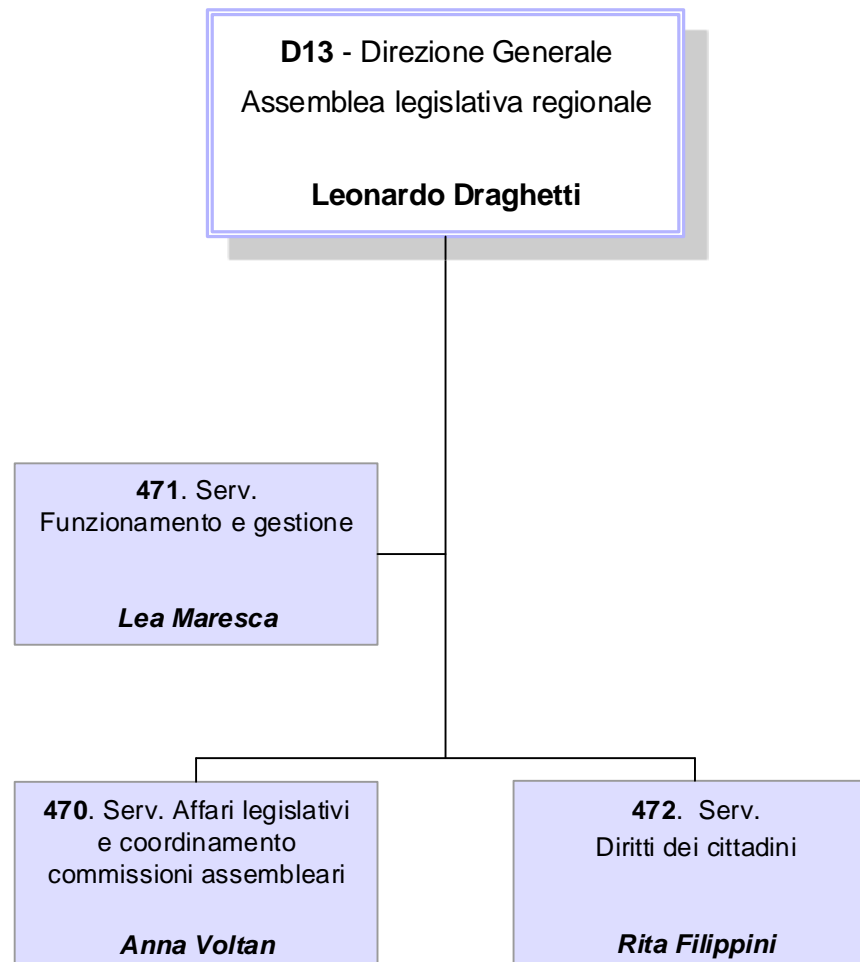 D13 - Direzione Generale
Assemblea legislativa regionale
Leonardo Draghetti
471. Serv.
Funzionamento e gestione
Lea Maresca
470. Serv. Affari legislativi
e coordinamento
commissioni assembleari
Anna Voltan
472. Serv.
Diritti dei cittadini
Rita Filippini